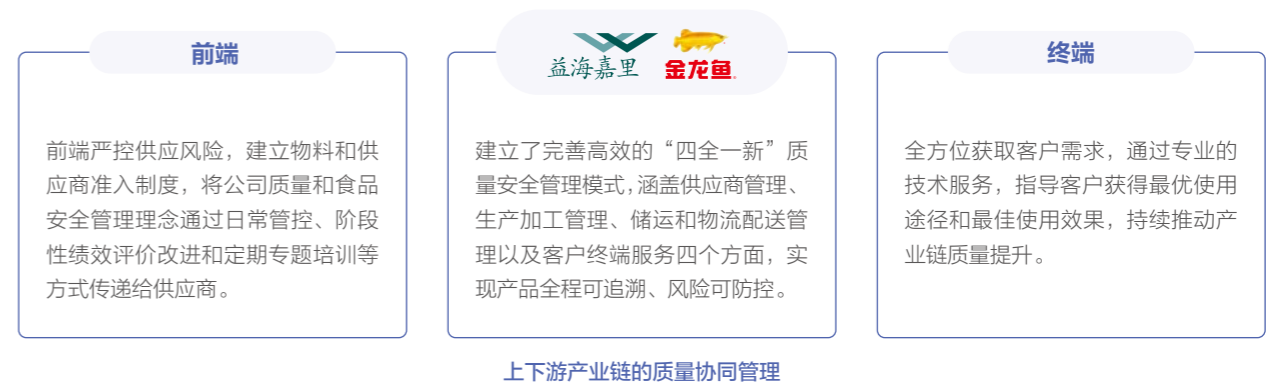 前端
前端严控供应风险，建立物料和供
应商准入制度，将公司质量和食品
安全管理理念通过日常管控、阶段
性绩效评价改进和定期专题培训等
方式传递给供应商。
益海嘉里 金龙鱼
建立了完善高效的“四全一新”质
量安全管理模式，涵盖供应商管理、
生产加工管理、储运和物流配送管
理以及客户终端服务四个方面，实
现产品全程可追溯、风险可防控。
终端
全方位获取客户需求，通过专业的
技术服务，指导客户获得最优使用
途径和最佳使用效果，持续推动产
业链质量提升。
上下游产业链的质量协同管理